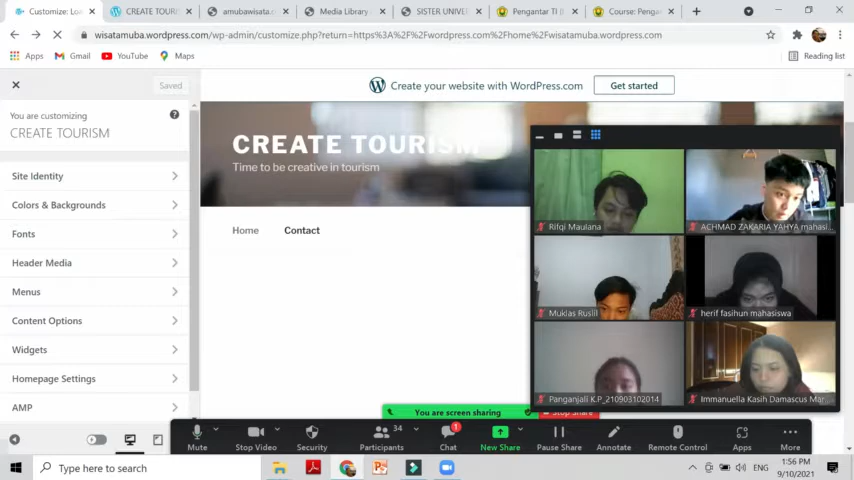 Customize: Loa
CREATE TOURIS
amubawisata.c
Media Library
SISTER UNIVE
Pengantar TI (I
Course: Pengan
wisatamuba.wordpress.com/wp-admin/customize.php?return=https%3A%2F%2Fwordpress.com%2Fhome%2Fwisatamuba.wordpress.com
Apps
Gmail
YouTube
Maps
Reading list
Saved
Create your website with WordPress.com
Get started
You are customizing
CREATE TOURISM
CREATE TOURISM
Time to be creative in tourism
Site Identity
Colors & Backgrounds
Fonts
Header Media
Menus
Content Options
Widgets
Homepage Settings
AMP
Home
Contact
Rifqi Maulana
ACHMAD ZAKARIA YAHYA mahasi...
Muklas Ruslil
herif fasihun mahasiswa
Panganjali K.P_210903102014
Immanuella Kasih Damascus Mar...
You are screen sharing
Stop Share
Mute
Stop Video
Security
34
Participants
1
Chat
New Share
Pause Share
Annotate
Remote Control
Apps
More
Type here to search
ENG
1:56 PM
9/10/2021